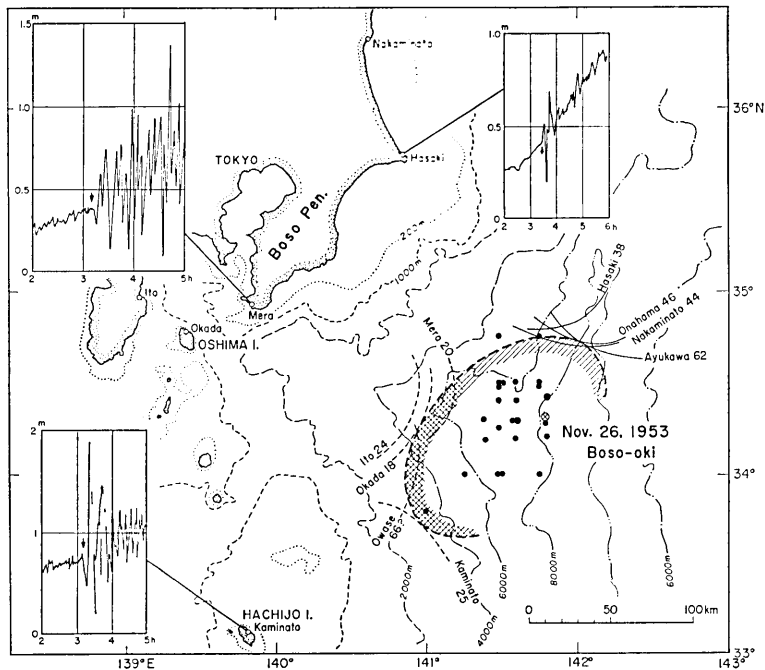 m
1.5
1.0
0.5
0
2 3 4 5h
m
1.0
0.5
0
2 3 4 5 6h
Nakaminato
36°N
TOKYO
Hasaki
Boso Pen.
200m
1000m
Ito
Mera
35°
Okada
OSHIMA I.
Hasaki 38
Onahama 46
Nakaminato 44
Ayukawa 62
Mera 20
Ito 24
Okada 18
Nov. 26, 1953
Boso-oki
34°
m
2
1
0
2 3 4 5h
Owase 66?
Kaminato 25
2000m
4000m
6000m
8000m
6000m
HACHIJO I.
Kaminato
0 50 100km
33°
139°E 140° 141° 142° 143°